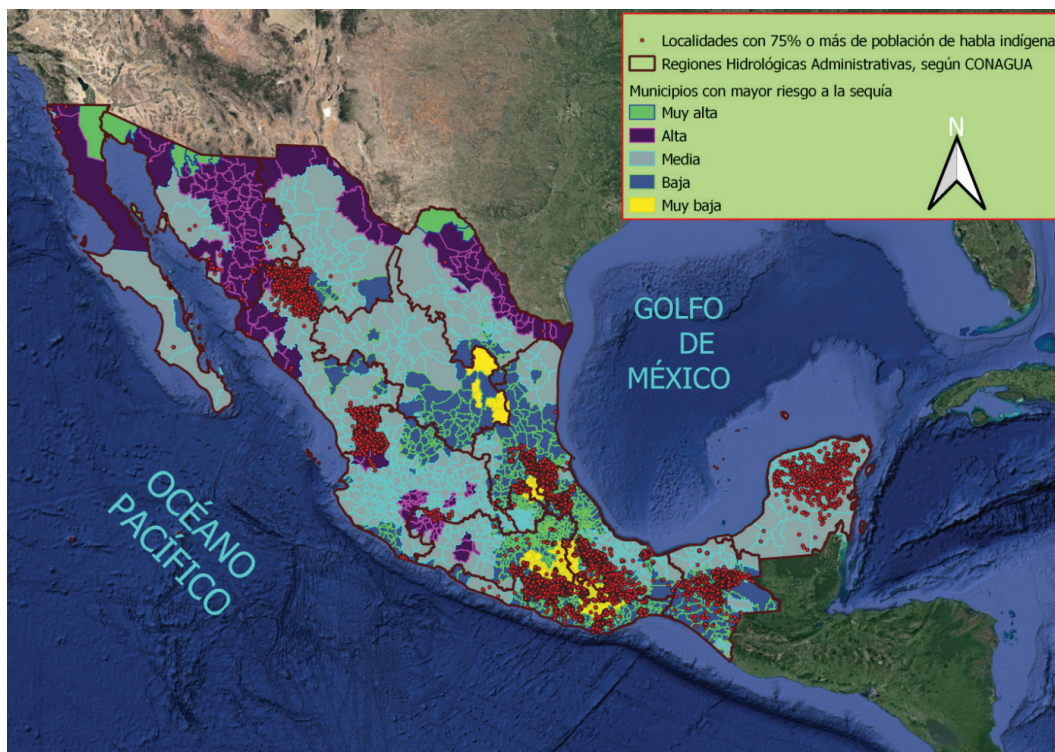 Localidades con 75% o más de población de habla indígena
Regiones Hidrológicas Administrativas, según CONAGUA
Municipios con mayor riesgo a la sequía
Muy alta
Alta
Media
Baja
Muy baja
N
GOLFO
DE
MÉXICO
OCÉANO
PACÍFICO